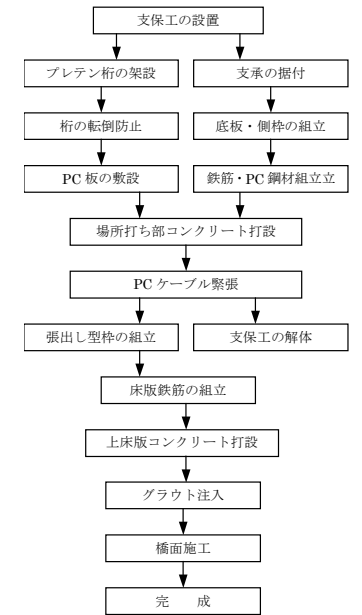 支保工の設置
プレテン桁の架設
支承の据付
桁の転倒防止
底板・側枠の組立
PC 板の敷設
鉄筋・PC 鋼材組立立
場所打ち部コンクリート打設
PC ケーブル緊張
張出し型枠の組立
支保工の解体
床版鉄筋の組立
上床版コンクリート打設
グラウト注入
橋面施工
完　　成